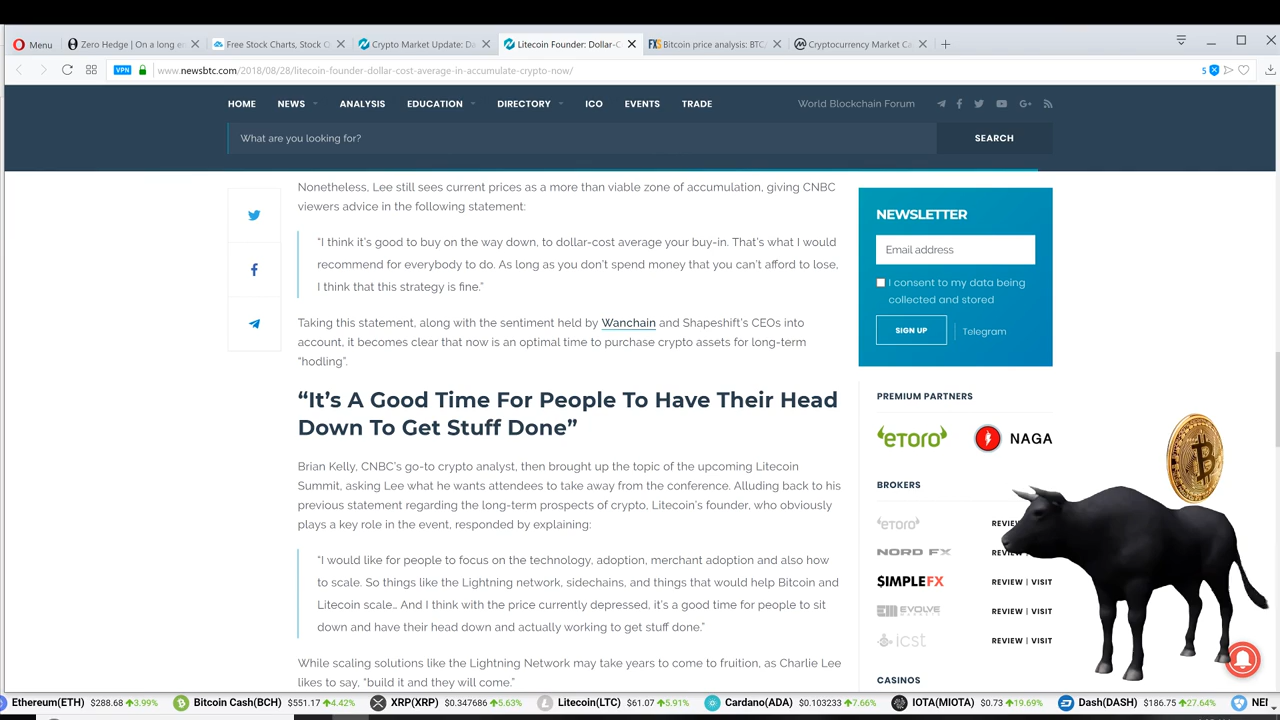 Menu
Zero Hedge | On a long e
Free Stock Charts, Stock Q
Crypto Market Update: Da
Litecoin Founder: Dollar-C
Bitcoin price analysis: BTC
Cryptocurrency Market Ca
VPN
www.newsbtc.com/2018/08/28/litecoin-founder-dollar-cost-average-in-accumulate-crypto-now/
5
HOME NEWS ANALYSIS EDUCATION DIRECTORY ICO EVENTS TRADE
World Blockchain Forum
What are you looking for?
SEARCH
Nonetheless, Lee still sees current prices as a more than viable zone of accumulation, giving CNBC
viewers advice in the following statement:
“I think it’s good to buy on the way down, to dollar-cost average your buy-in. That’s what I would
recommend for everybody to do. As long as you don’t spend money that you can’t afford to lose,
I think that this strategy is fine.”
Taking this statement, along with the sentiment held by Wanchain and Shapeshift’s CEOs into
account, it becomes clear that now is an optimal time to purchase crypto assets for long-term
“hodling”.
“It’s A Good Time For People To Have Their Head
Down To Get Stuff Done”
Brian Kelly, CNBC’s go-to crypto analyst, then brought up the topic of the upcoming Litecoin
Summit, asking Lee what he wants attendees to take away from the conference. Alluding back to his
previous statement regarding the long-term prospects of crypto, Litecoin’s founder, who obviously
plays a key role in the event, responsed by explaining:
“I would like for people to focus on the technology, adoption, merchant adoption and also how
to scale. So things like the Lightning network, sidechains, and things that would help Bitcoin and
Litecoin scale… And I think with the price currently depressed, it’s a good time for people to sit
down and have their head down and actually working to get stuff done.”
While scaling solutions like the Lightning Network may take years to come to fruition, as Charlie Lee
likes to say, “build it and they will come.”
NEWSLETTER
Email address
I consent to my data being
collected and stored
SIGN UP
Telegram
PREMIUM PARTNERS
eToro
NAGA
BROKERS
eToro REVIE
NORD FX REV
$IMPLEFX REVIEW | VISIT
EVOLVE REVIEW | VISIT
icst REVIEW | VISIT
CASINOS
Ethereum(ETH) $288.68 3.99% Bitcoin Cash(BCH) $551.17 4.42% XRP(XRP) $0.347686 5.63% Litecoin(LTC) $61.07 5.91% Cardano(ADA) $0.103233 7.66% IOTA(MIOTA) $0.73 19.69% Dash(DASH) $186.75 27.64% NE